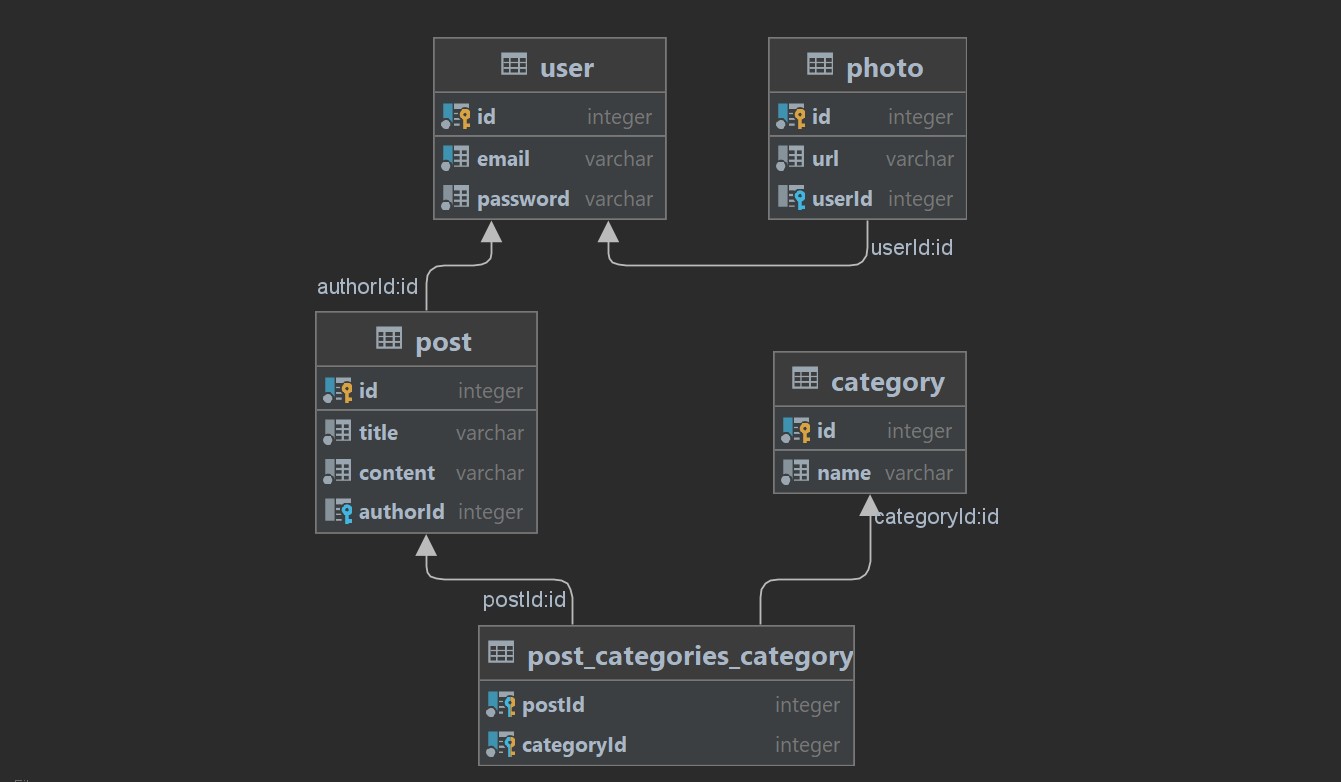 user
id integer
email varchar
password varchar
photo
id integer
url varchar
userId integer
userId:id
authorId:id
post
id integer
title varchar
content varchar
authorId integer
category
id integer
name varchar
categoryId:id
postId:id
post_categories_category
postId integer
categoryId integer